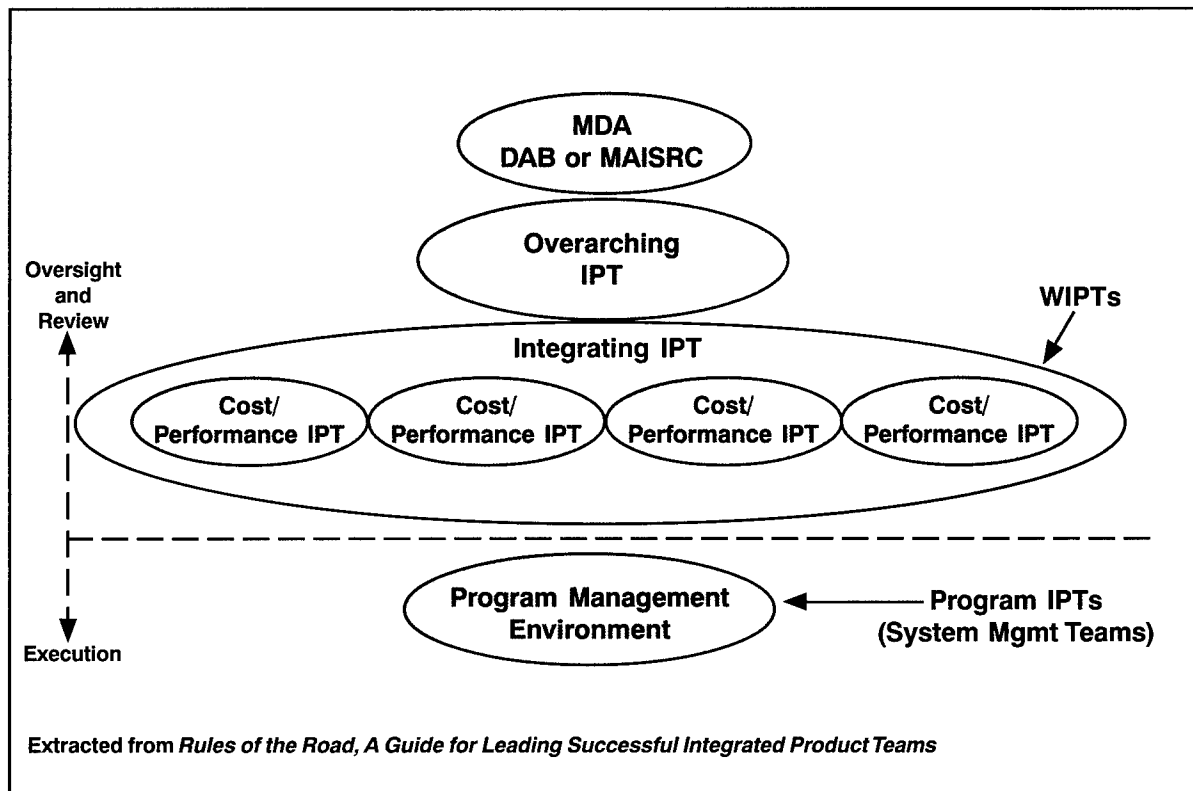 MDA
DAB or MAISRC
Overarching
IPT
Oversight
and
Review
WIPTs
Integrating IPT
Cost/
Performance IPT
Cost/
Performance IPT
Cost/
Performance IPT
Cost/
Performance IPT
Program Management
Environment
Program IPTs
(System Mgmt Teams)
Execution
Extracted from Rules of the Road, A Guide for Leading Successful Integrated Product Teams